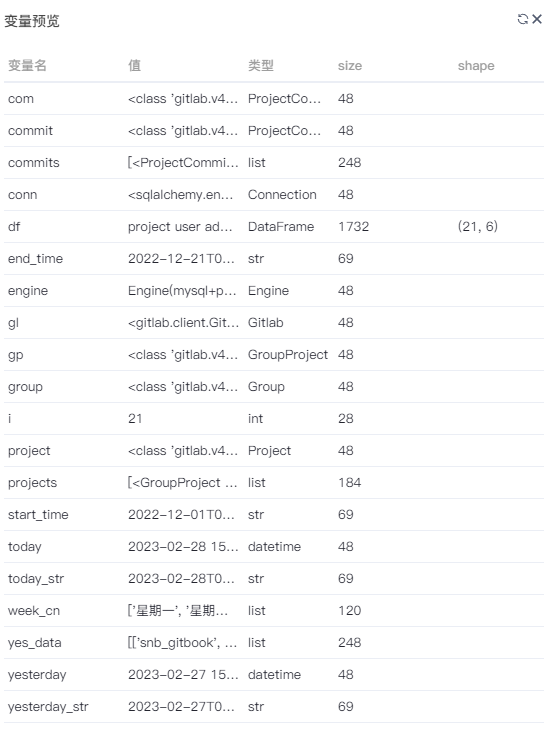 变量预览
变量名 值 类型 size shape
com <class 'gitlab.v4... ProjectCo... 48
commit <class 'gitlab.v4... ProjectCo... 48
commits [<ProjectCommi... list 248
conn <sqlalchemy.en... Connection 48
df project user ad... DataFrame 1732 (21, 6)
end_time 2022-12-21T0... str 69
engine Engine(mysql+p... Engine 48
gl <gitlab.client.Git... Gitlab 48
gp <class 'gitlab.v4... GroupProject 48
group <class 'gitlab.v4... Group 48
i 21 int 28
project <class 'gitlab.v4... Project 48
projects [<GroupProject ... list 184
start_time 2022-12-01T0... str 69
today 2023-02-28 15... datetime 48
today_str 2023-02-28T0... str 69
week_cn ['星期一', '星期... list 120
yes_data [['snb_gitbook', ... list 248
yesterday 2023-02-27 15... datetime 48
yesterday_str 2023-02-27T0... str 69